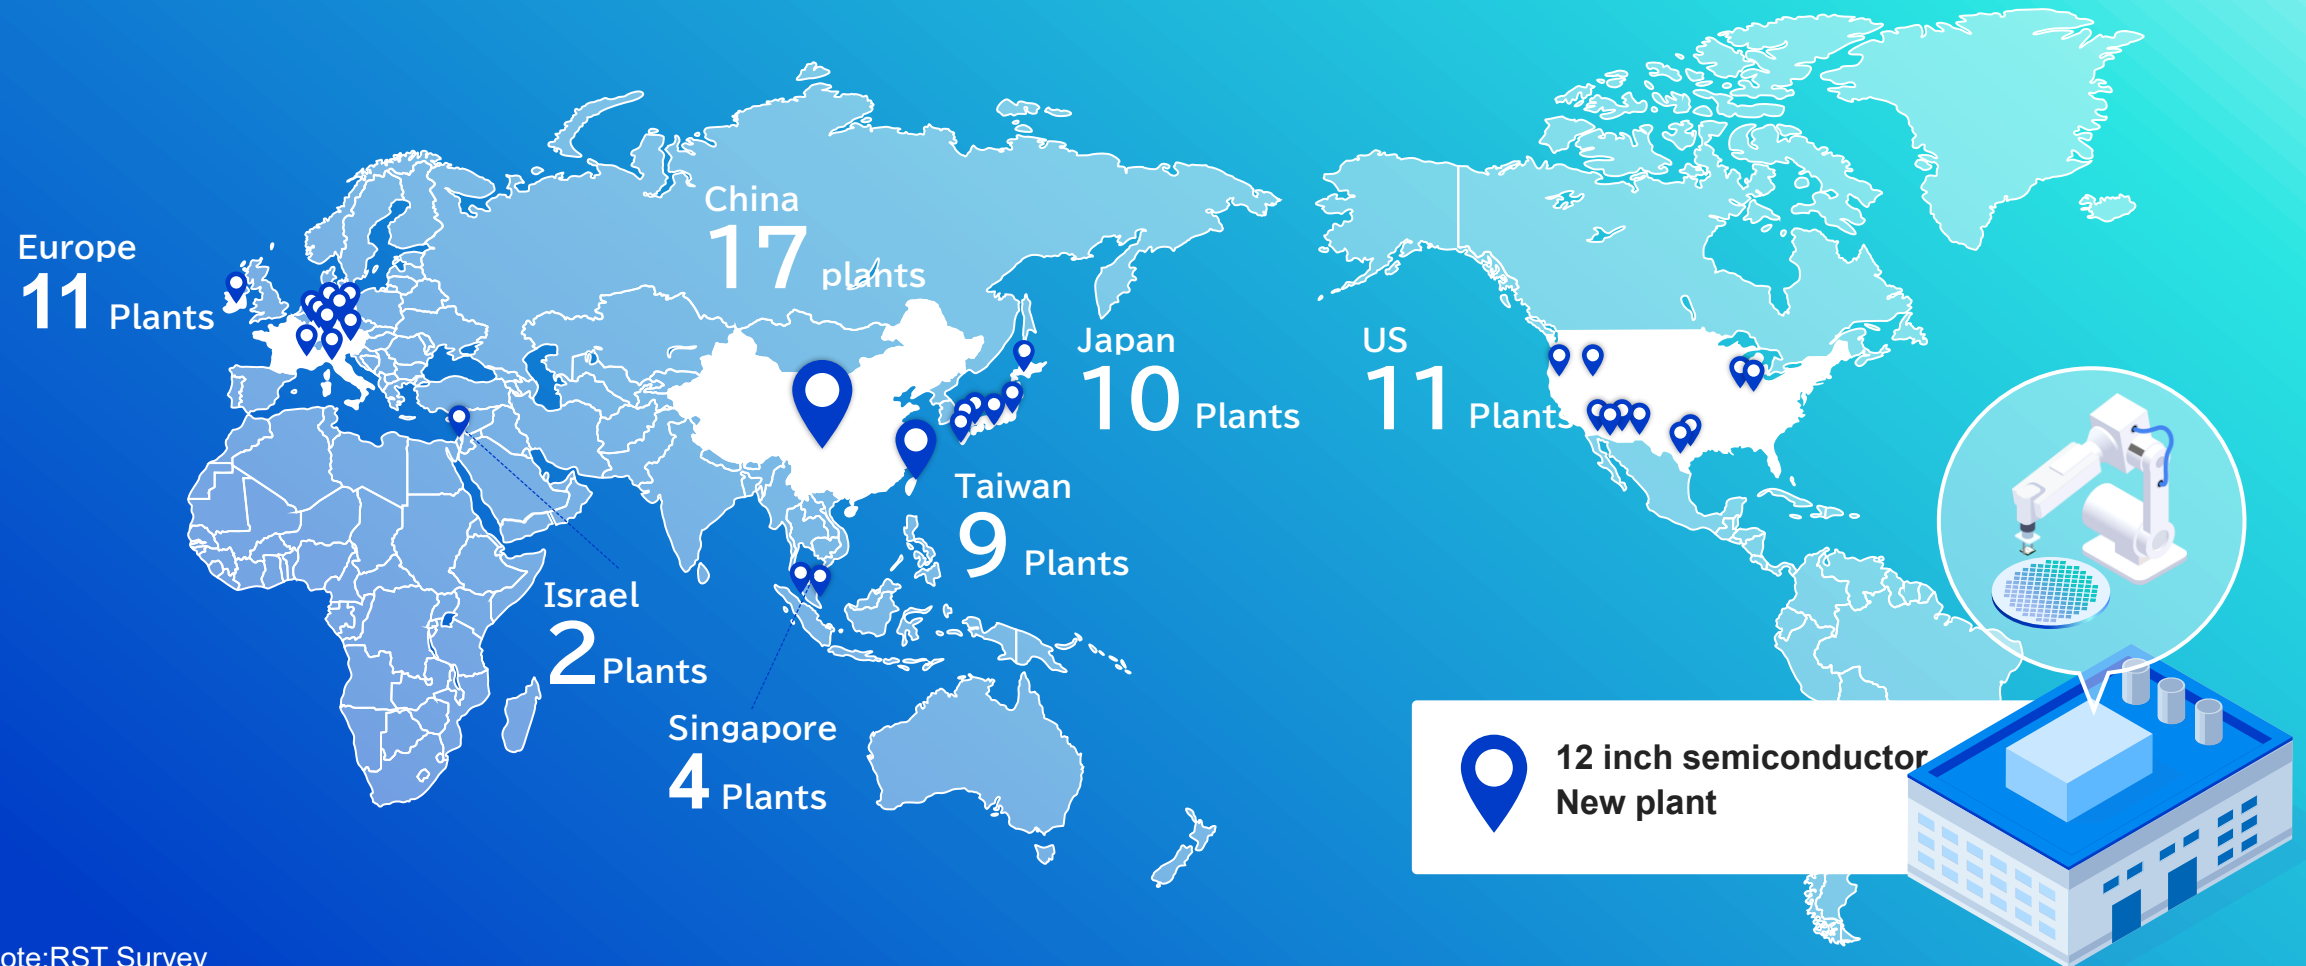 China
17 plants
Europe
11 Plants
Japan
10 Plants
US
11 Plants
Taiwan
9 Plants
Israel
2 Plants
Singapore
4 Plants
12 inch semiconductor
New plant
ote:RST Survey